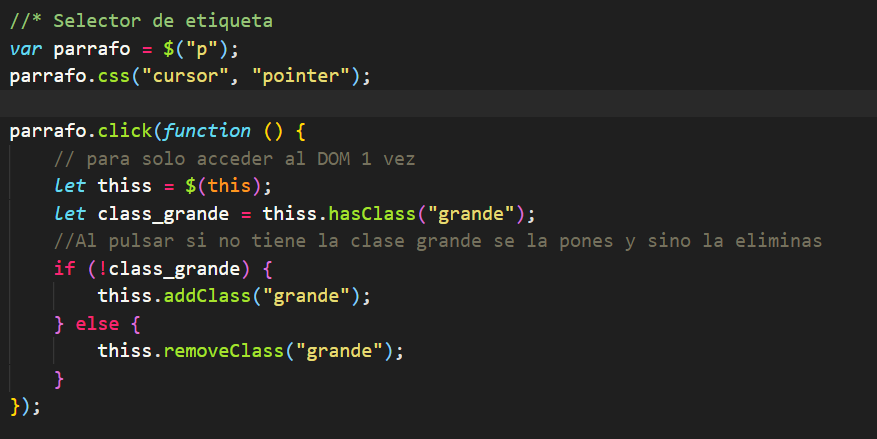 //* Selector de etiqueta
var parrafo = $("p");
parrafo.css("cursor", "pointer");
parrafo.click(function () {
// para solo acceder al DOM 1 vez
let thiss = $(this);
let class_grande = thiss.hasClass("grande");
//Al pulsar si no tiene la clase grande se la pones y sino la eliminas
if (!class_grande) {
thiss.addClass("grande");
} else {
thiss.removeClass("grande");
}
});